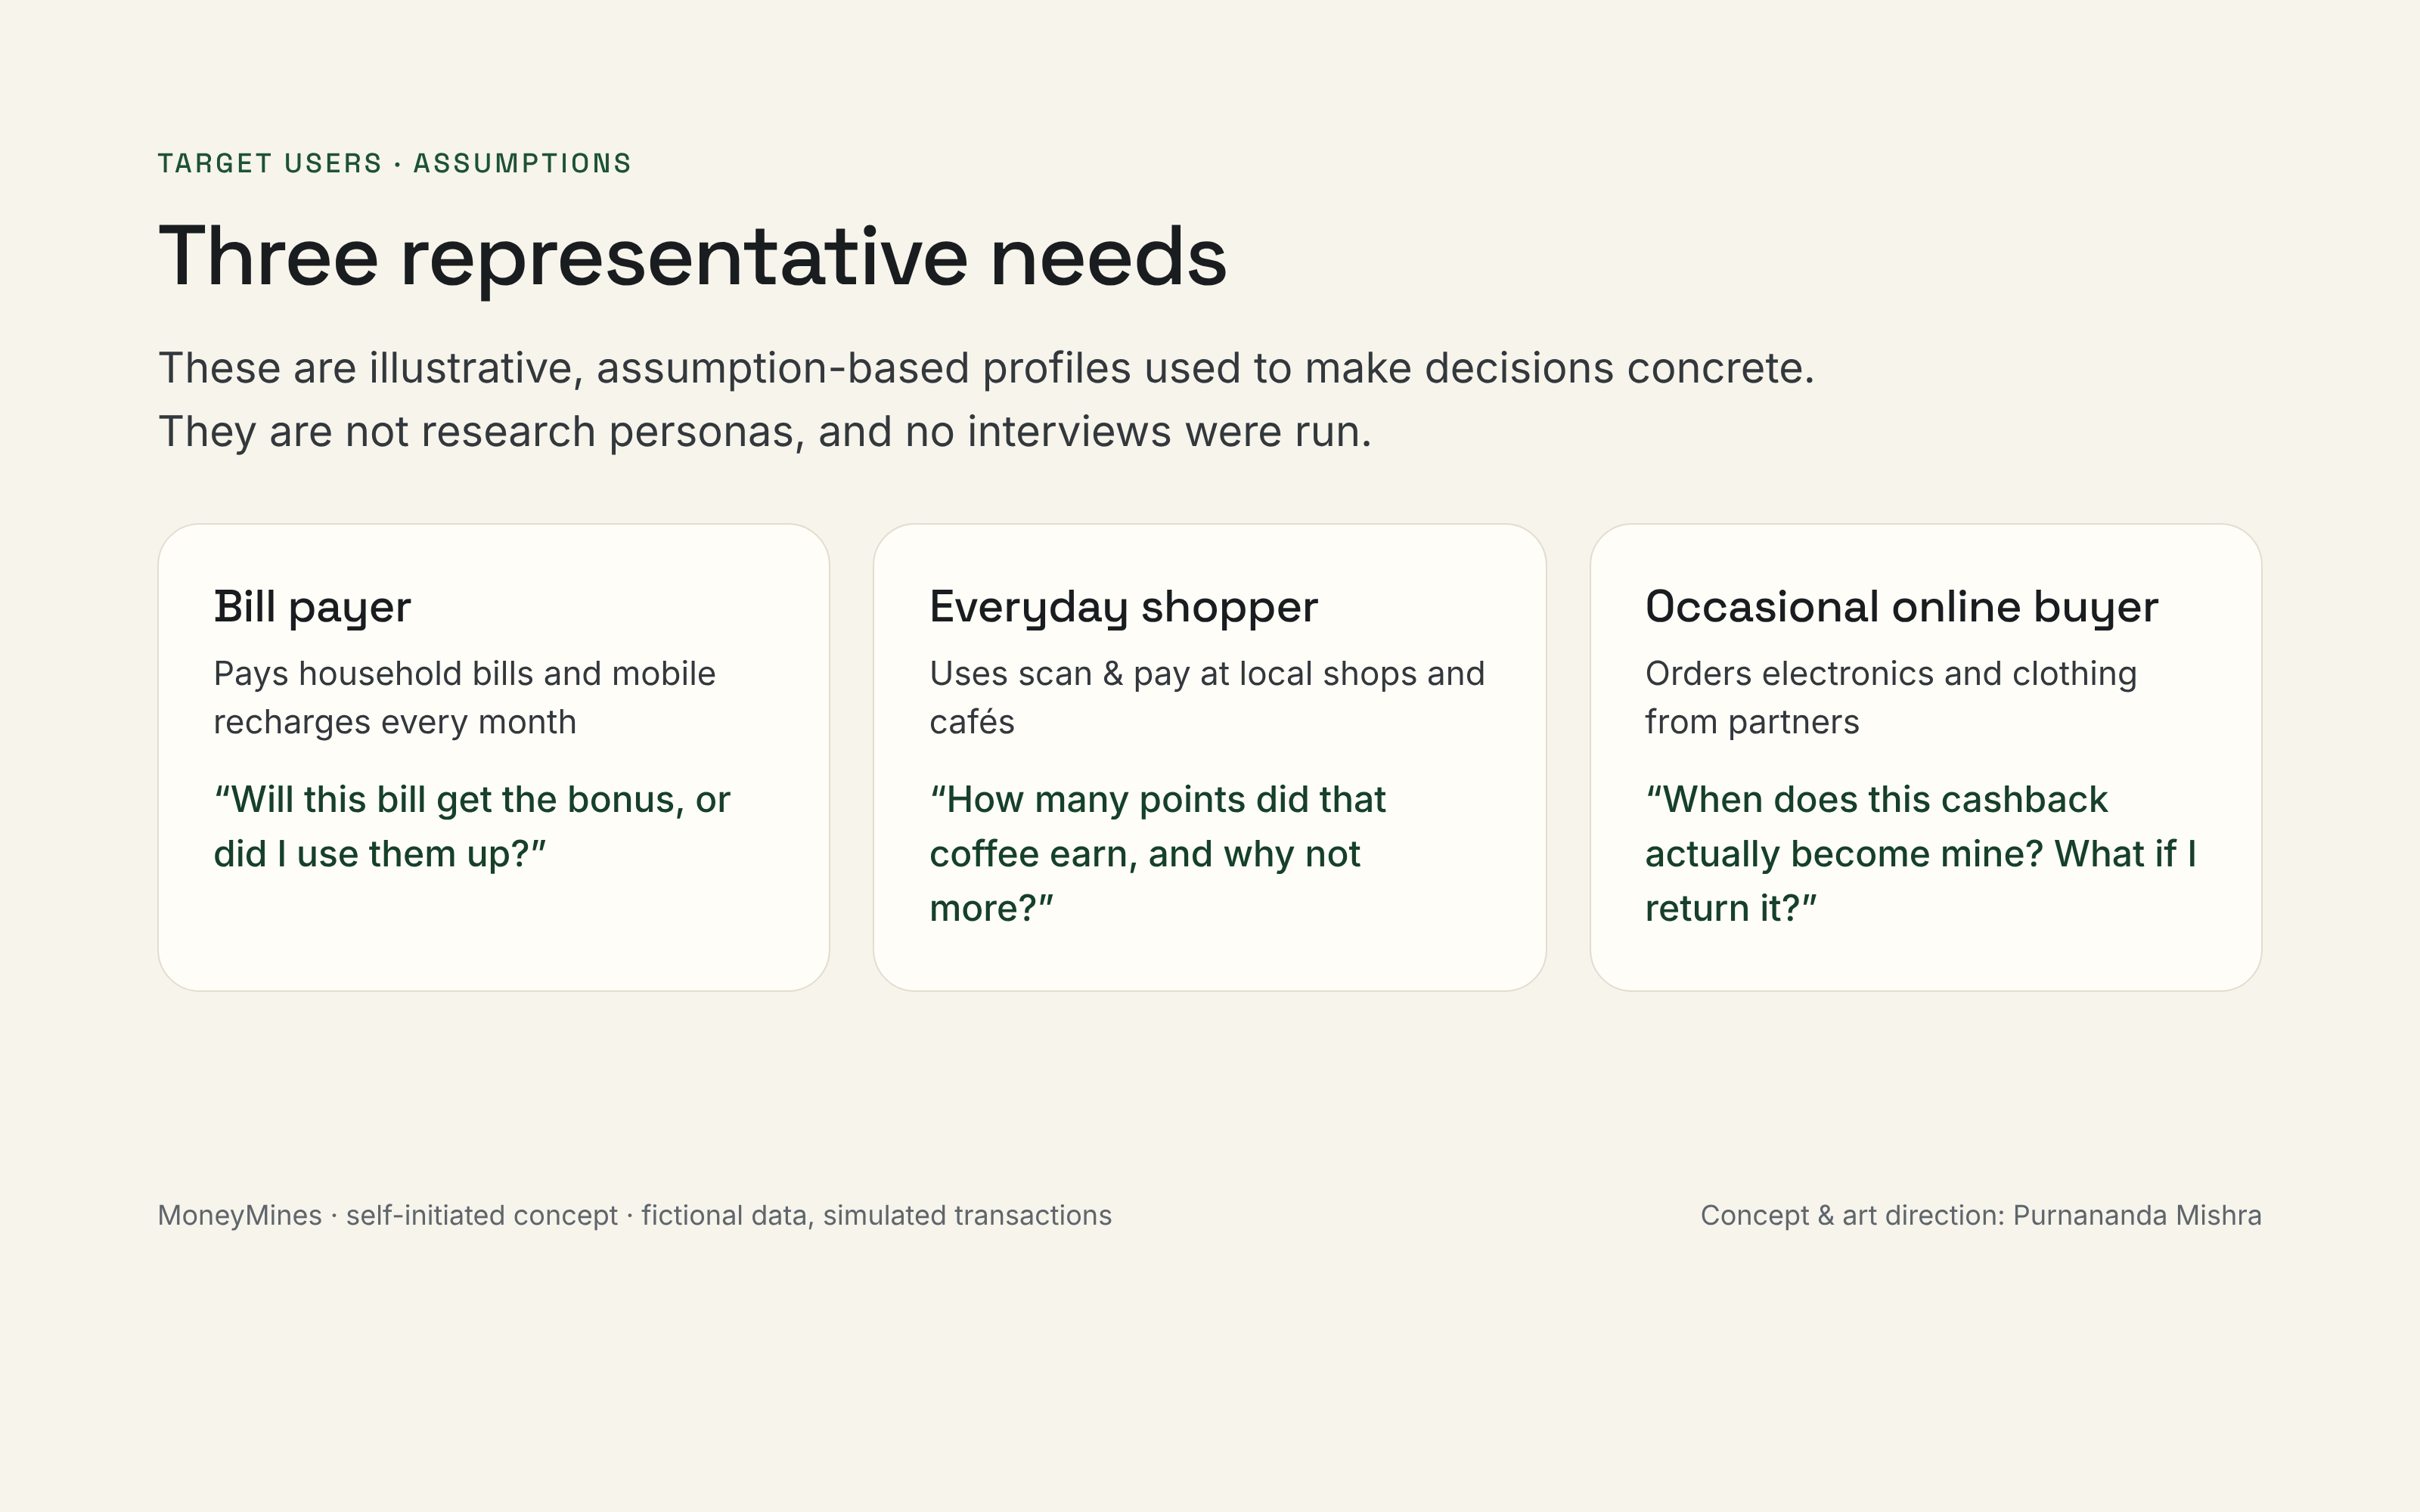 TARGET USERS · ASSUMPTIONS
Three representative needs
These are illustrative, assumption-based profiles used to make decisions concrete.
They are not research personas, and no interviews were run.
Bill payer
Pays household bills and mobile
recharges every month
“Will this bill get the bonus, or
did I use them up?”
Everyday shopper
Uses scan & pay at local shops and
cafés
“How many points did that
coffee earn, and why not
more?”
Occasional online buyer
Orders electronics and clothing
from partners
“When does this cashback
actually become mine? What if I
return it?”
MoneyMines · self-initiated concept · fictional data, simulated transactions
Concept & art direction: Purnananda Mishra